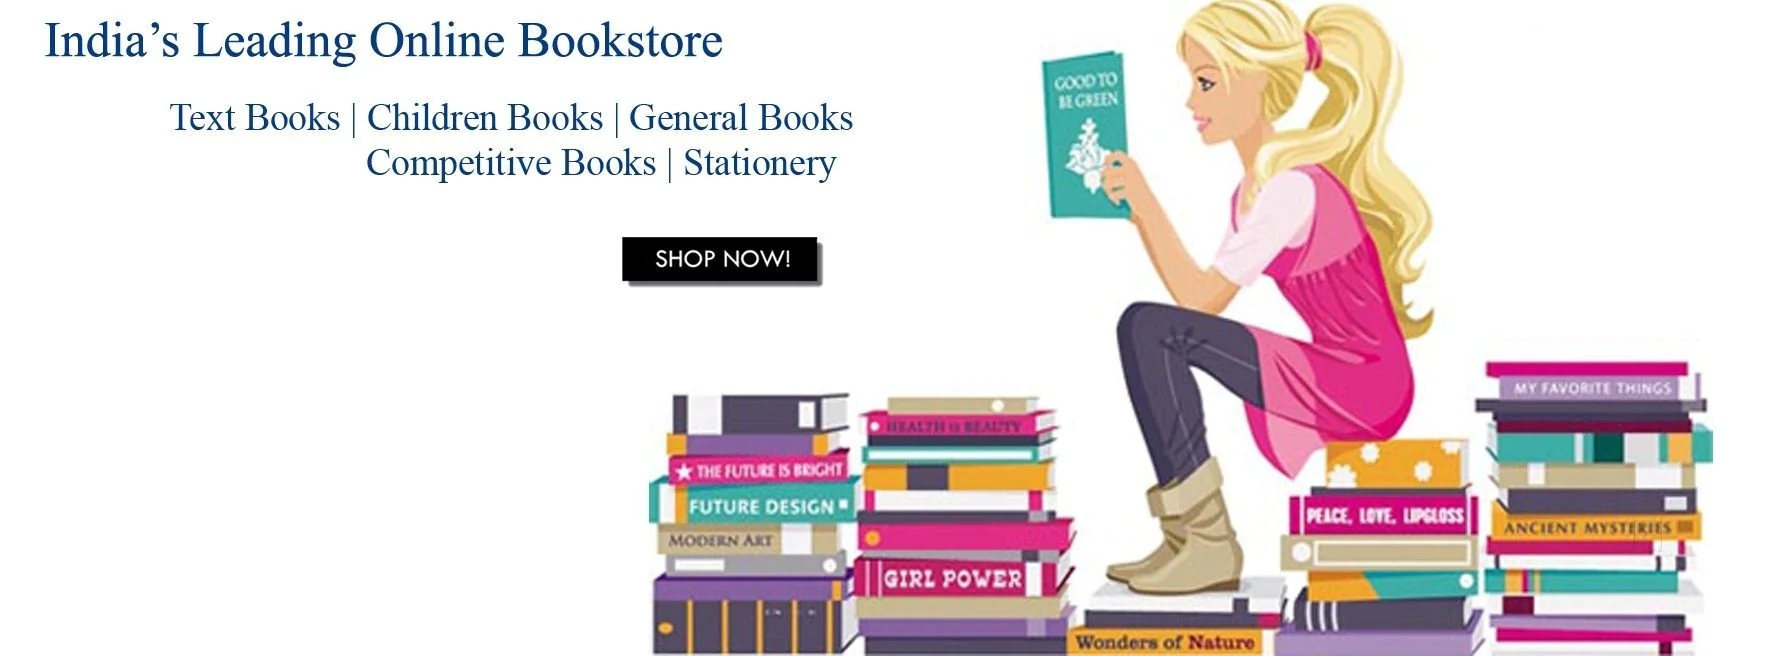 India’s Leading Online Bookstore
Text Books | Children Books | General Books
Competitive Books | Stationery
SHOP NOW!
GOOD TO
BE GREEN
MY FAVORITE THINGS
HEALTH is BEAUTY
THE FUTURE IS BRIGHT
FUTURE DESIGN
PEACE, LOVE, LIPGLOSS
ANCIENT MYSTERIES
MODERN ART
GIRL POWER
Wonders of Nature